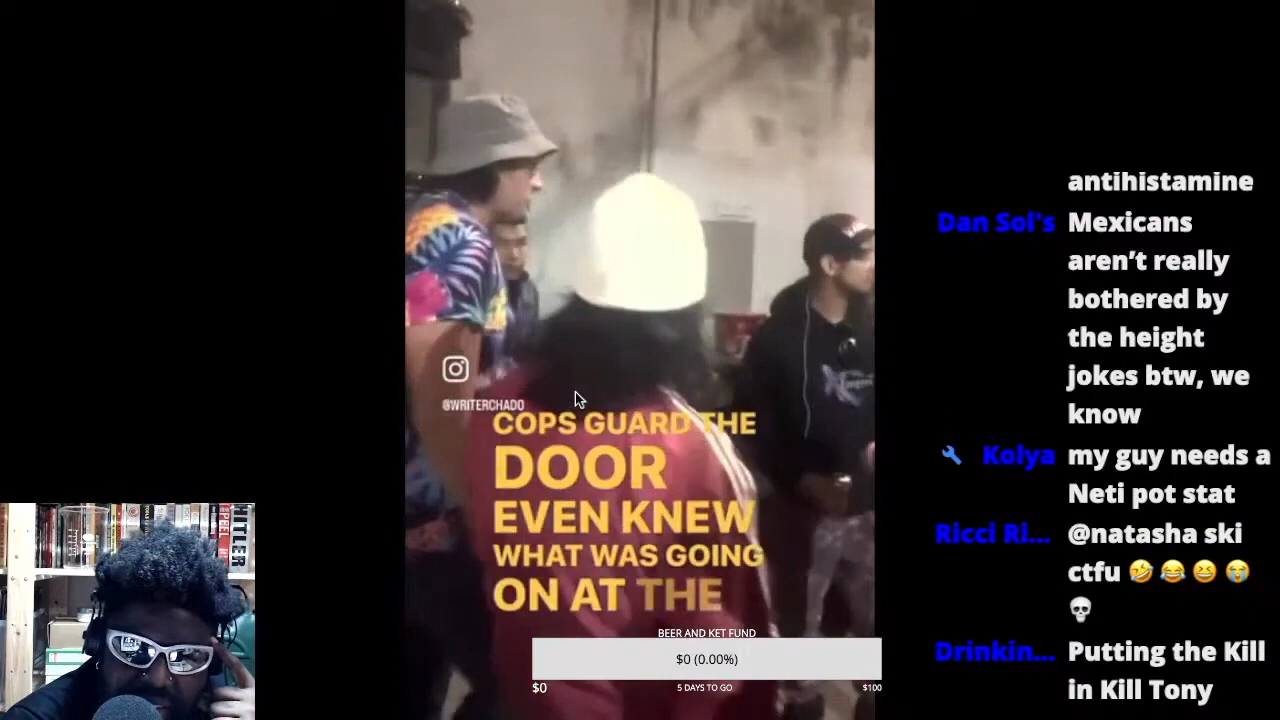 @WRITERCHADO
COPS GUARD THE
DOOR
EVEN KNEW
WHAT WAS GOING
ON AT THE
BEER AND KET FUND
$0 (0.00%)
$0
5 DAYS TO GO
$100
antihistamine
Dan Sol's Mexicans
aren’t really
bothered by
the height
jokes btw, we
know
Kolya my guy needs a
Neti pot stat
Ricci Ri... @natasha ski
ctfu 🤣😂😆😭
💀
Drinkin... Putting the Kill
in Kill Tony
HITLER
PEEL